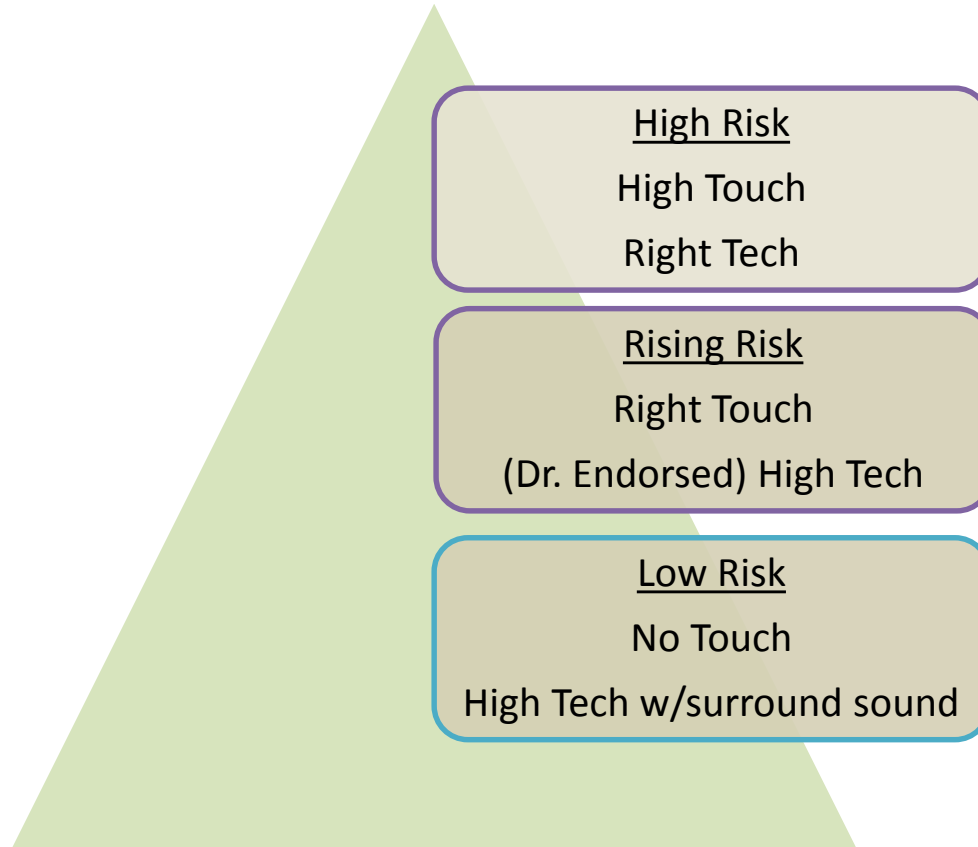 High Risk
High Touch
Right Tech
Rising Risk
Right Touch
(Dr. Endorsed) High Tech
Low Risk
No Touch
High Tech w/surround sound